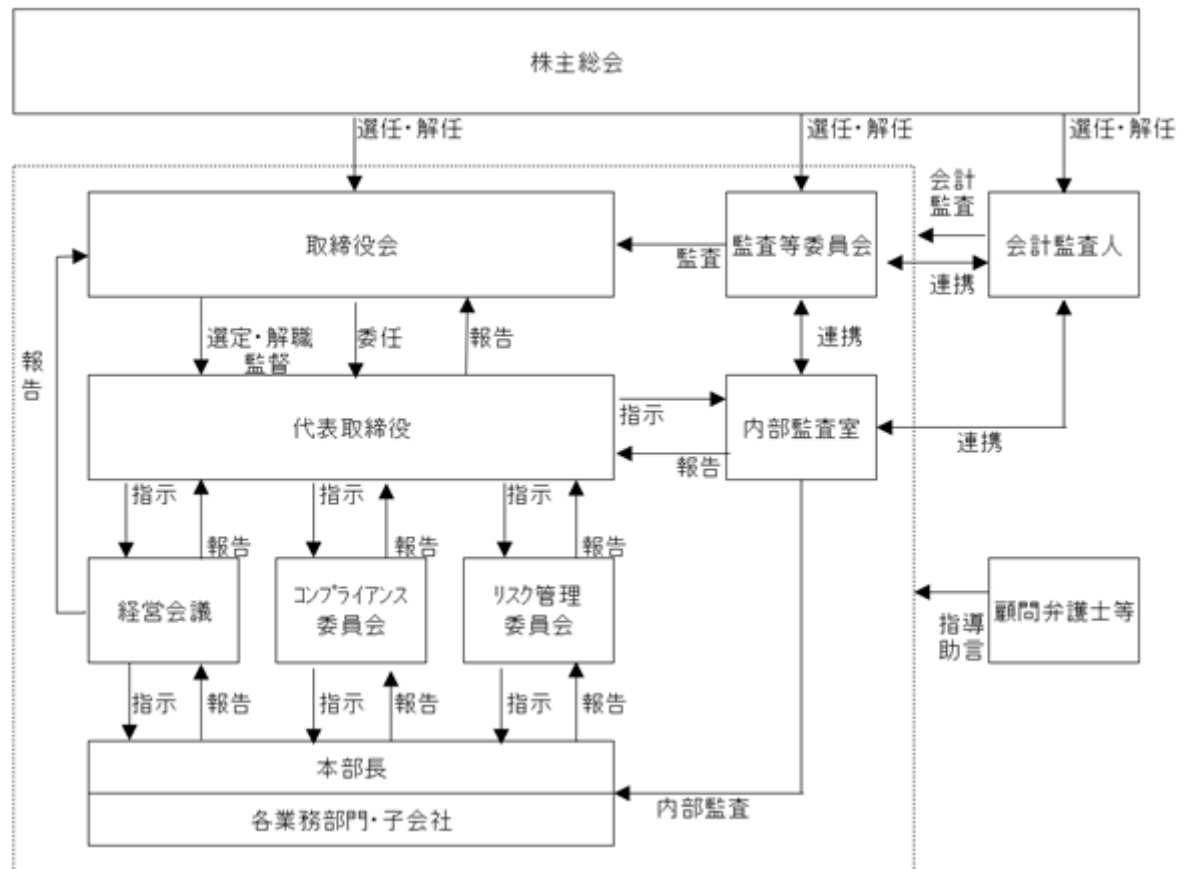 株主総会
選任・解任
選任・解任
選任・解任
取締役会
監査
監査等委員会
会計
監査
連携
会計監査人
選定・解職
監督
委任
報告
連携
報告
代表取締役
指示
報告
内部監査室
連携
指示
報告
指示
報告
指示
報告
経営会議
コンプライアンス
委員会
リスク管理
委員会
指導
助言
顧問弁護士等
指示
報告
指示
報告
指示
報告
本部長
各業務部門・子会社
内部監査